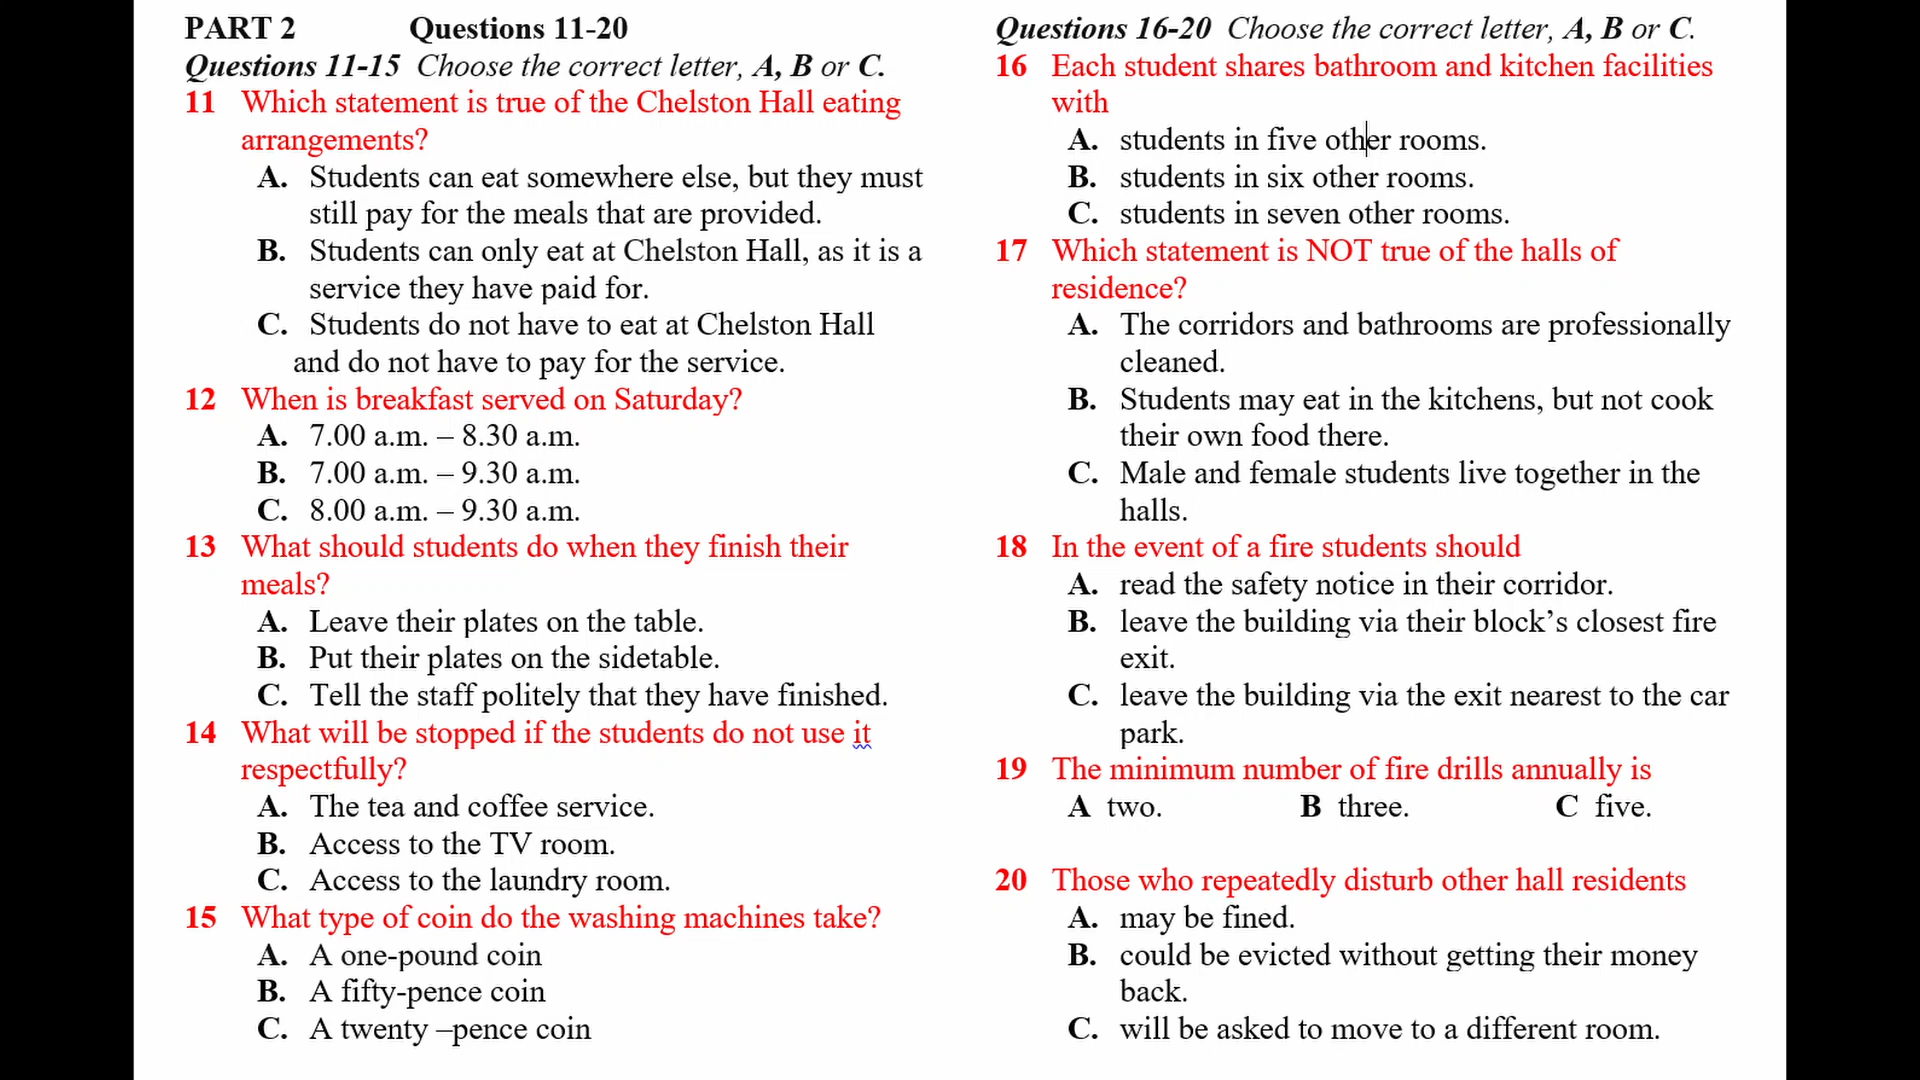 PART 2 Questions 11-20
Questions 11-15 Choose the correct letter, A, B or C.
11 Which statement is true of the Chelston Hall eating
arrangements?
A. Students can eat somewhere else, but they must
still pay for the meals that are provided.
B. Students can only eat at Chelston Hall, as it is a
service they have paid for.
C. Students do not have to eat at Chelston Hall
and do not have to pay for the service.
12 When is breakfast served on Saturday?
A. 7.00 a.m. – 8.30 a.m.
B. 7.00 a.m. – 9.30 a.m.
C. 8.00 a.m. – 9.30 a.m.
13 What should students do when they finish their
meals?
A. Leave their plates on the table.
B. Put their plates on the sidetable.
C. Tell the staff politely that they have finished.
14 What will be stopped if the students do not use it
respectfully?
A. The tea and coffee service.
B. Access to the TV room.
C. Access to the laundry room.
15 What type of coin do the washing machines take?
A. A one-pound coin
B. A fifty-pence coin
C. A twenty –pence coin
Questions 16-20 Choose the correct letter, A, B or C.
16 Each student shares bathroom and kitchen facilities
with
A. students in five other rooms.
B. students in six other rooms.
C. students in seven other rooms.
17 Which statement is NOT true of the halls of
residence?
A. The corridors and bathrooms are professionally
cleaned.
B. Students may eat in the kitchens, but not cook
their own food there.
C. Male and female students live together in the
halls.
18 In the event of a fire students should
A. read the safety notice in their corridor.
B. leave the building via their block’s closest fire
exit.
C. leave the building via the exit nearest to the car
park.
19 The minimum number of fire drills annually is
A two. B three. C five.
20 Those who repeatedly disturb other hall residents
A. may be fined.
B. could be evicted without getting their money
back.
C. will be asked to move to a different room.